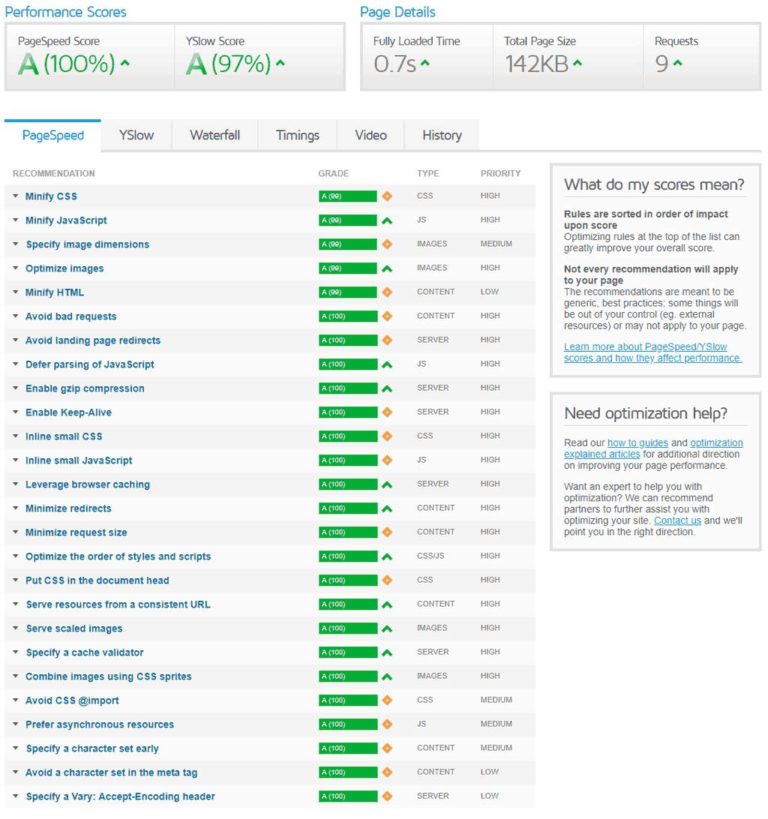 Performance Scores
Page Details
PageSpeed Score
YSlow Score
A (100%)
A (97%)
Fully Loaded Time
Total Page Size
Requests
0.7s
142KB
9
PageSpeed
YSlow
Waterfall
Timings
Video
History
RECOMMENDATION GRADE TYPE PRIORITY
Minify CSS A (99) CSS HIGH
Minify JavaScript A (99) JS HIGH
Specify image dimensions A (99) IMAGES MEDIUM
Optimize images A (99) IMAGES HIGH
Minify HTML A (99) CONTENT LOW
Avoid bad requests A (100) CONTENT HIGH
Avoid landing page redirects A (100) SERVER HIGH
Defer parsing of JavaScript A (100) JS HIGH
Enable gzip compression A (100) SERVER HIGH
Enable Keep-Alive A (100) SERVER HIGH
Inline small CSS A (100) CSS HIGH
Inline small JavaScript A (100) JS HIGH
Leverage browser caching A (100) SERVER HIGH
Minimize redirects A (100) CONTENT HIGH
Minimize request size A (100) CONTENT HIGH
Optimize the order of styles and scripts A (100) CSS/JS HIGH
Put CSS in the document head A (100) CSS HIGH
Serve resources from a consistent URL A (100) CONTENT HIGH
Serve scaled images A (100) IMAGES HIGH
Specify a cache validator A (100) SERVER HIGH
Combine images using CSS sprites A (100) IMAGES HIGH
Avoid CSS @import A (100) CSS MEDIUM
Prefer asynchronous resources A (100) JS MEDIUM
Specify a character set early A (100) CONTENT MEDIUM
Avoid a character set in the meta tag A (100) CONTENT LOW
Specify a Vary: Accept-Encoding header A (100) SERVER LOW
What do my scores mean?
Rules are sorted in order of impact
upon score
Optimizing rules at the top of the list can
greatly improve your overall score.
Not every recommendation will apply
to your page
The recommendations are meant to be
generic, best practices; some things will
be out of your control (eg. external
resources) or may not apply to your page.
Learn more about PageSpeed/YSlow
scores and how they affect performance.
Need optimization help?
Read our how to guides and optimization
explained articles for additional direction
on improving your page performance.
Want an expert to help you with
optimization? We can recommend
partners to further assist you with
optimizing your site. Contact us and we'll
point you in the right direction.